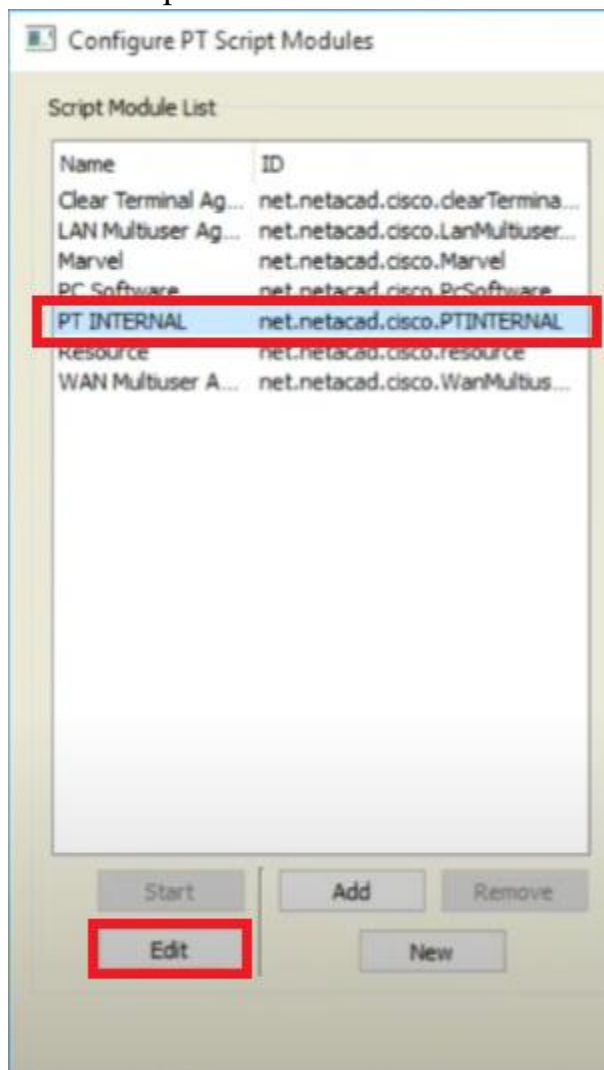 Configure PT Script Modules
Script Module List
Name ID
Clear Terminal Ag... net.netacad.cisco.clearTermina...
LAN Multiuser Ag... net.netacad.cisco.LanMultiuser...
Marvel net.netacad.cisco.Marvel
PC Software net.netacad.cisco.PcSoftware
PT INTERNAL net.netacad.cisco.PTINTERNAL
Resource net.netacad.cisco.resource
WAN Multiuser A... net.netacad.cisco.WanMultius...
Start Add Remove
Edit New